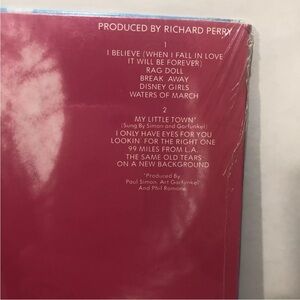 PRODUCED BY RICHARD PERRY
1
I BELIEVE (WHEN I FALL IN LOVE
IT WILL BE FOREVER)
RAG DOLL
BREAK AWAY
DISNEY GIRLS
WATERS OF MARCH
2
MY LITTLE TOWN*
(Sung By Simon and Garfunkel)
I ONLY HAVE EYES FOR YOU
LOOKIN' FOR THE RIGHT ONE
99 MILES FROM L.A.
THE SAME OLD TEARS
ON A NEW BACKGROUND
*Produced By
Paul Simon, Art Garfunkel
And Phil Ramone